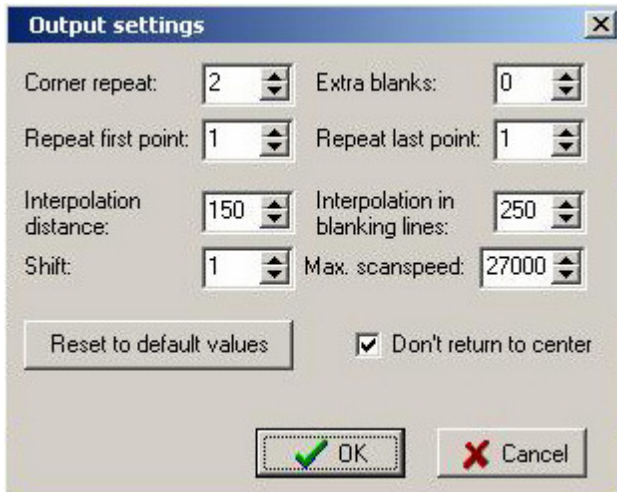 Output settings
Corner repeat: 2 Extra blanks: 0
Repeat first point: 1 Repeat last point: 1
Interpolation distance: 150 Interpolation in blanking lines: 250
Shift: 1 Max. scanspeed: 27000
Reset to default values Don't return to center
OK Cancel